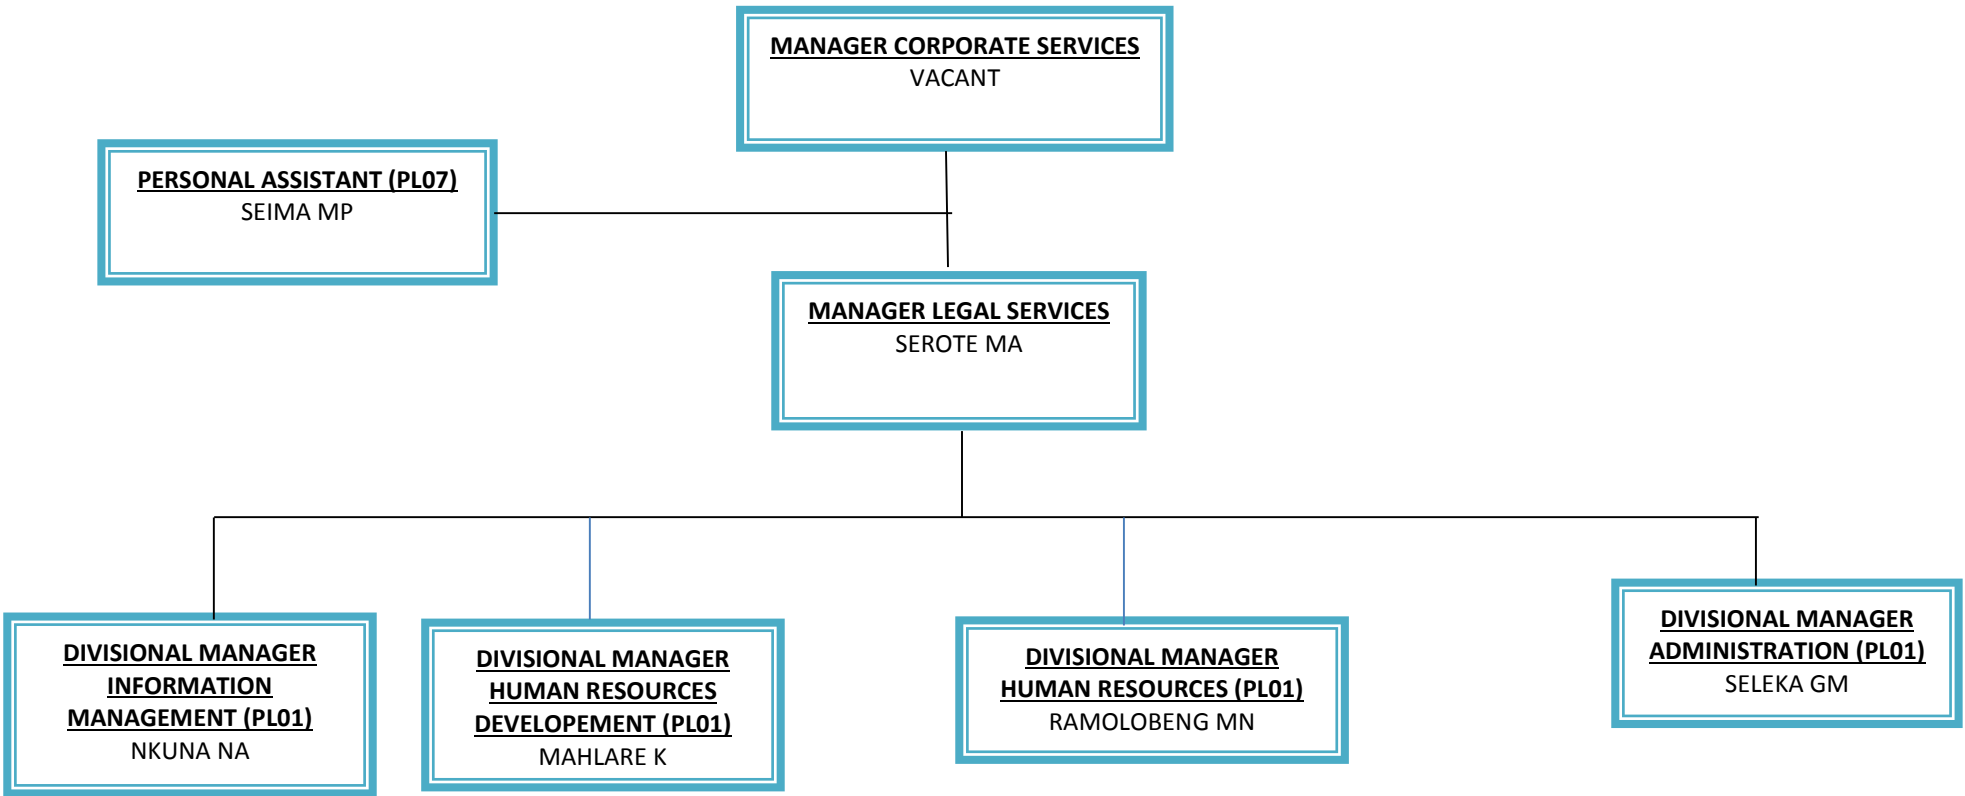 MANAGER CORPORATE SERVICES
VACANT
PERSONAL ASSISTANT (PL07)
SEIMA MP
MANAGER LEGAL SERVICES
SEROTE MA
DIVISIONAL MANAGER
INFORMATION
MANAGEMENT (PL01)
NKUNA NA
DIVISIONAL MANAGER
HUMAN RESOURCES
DEVELOPEMENT (PL01)
MAHLARE K
DIVISIONAL MANAGER
HUMAN RESOURCES (PL01)
RAMOLOBENG MN
DIVISIONAL MANAGER
ADMINISTRATION (PL01)
SELEKA GM